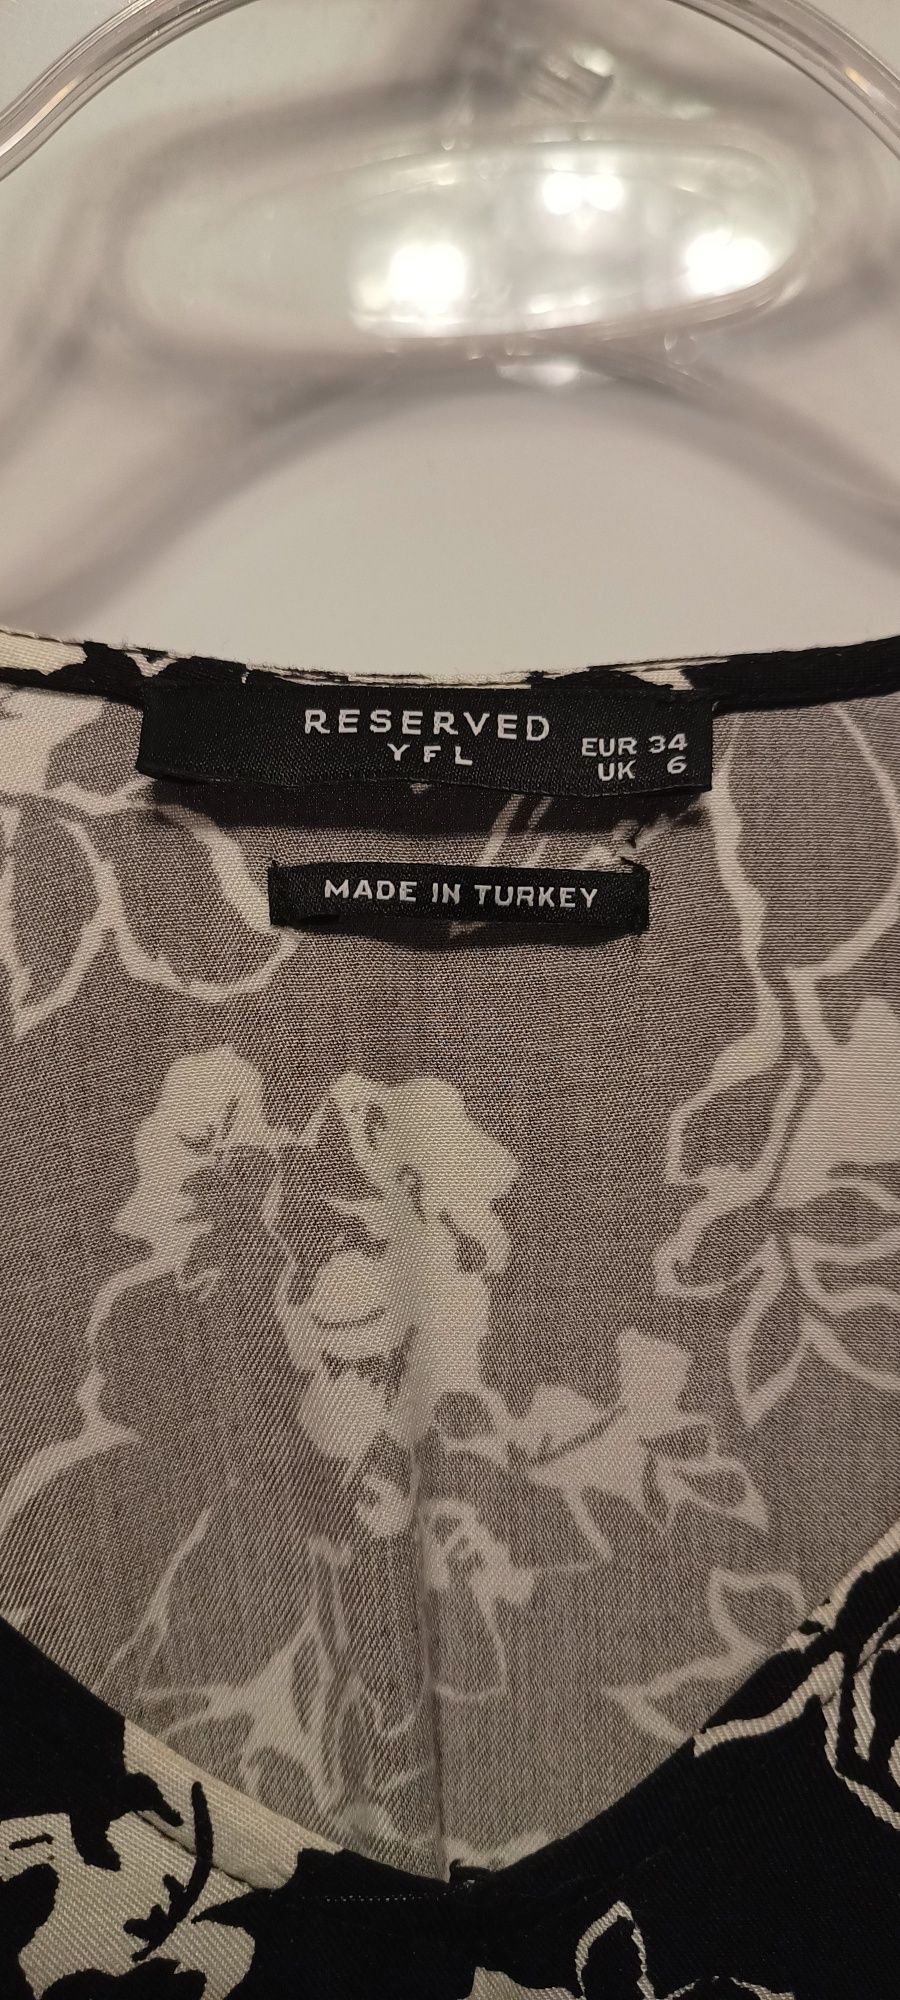 RESERVED
YFL
EUR 34
UK 6
MADE IN TURKEY